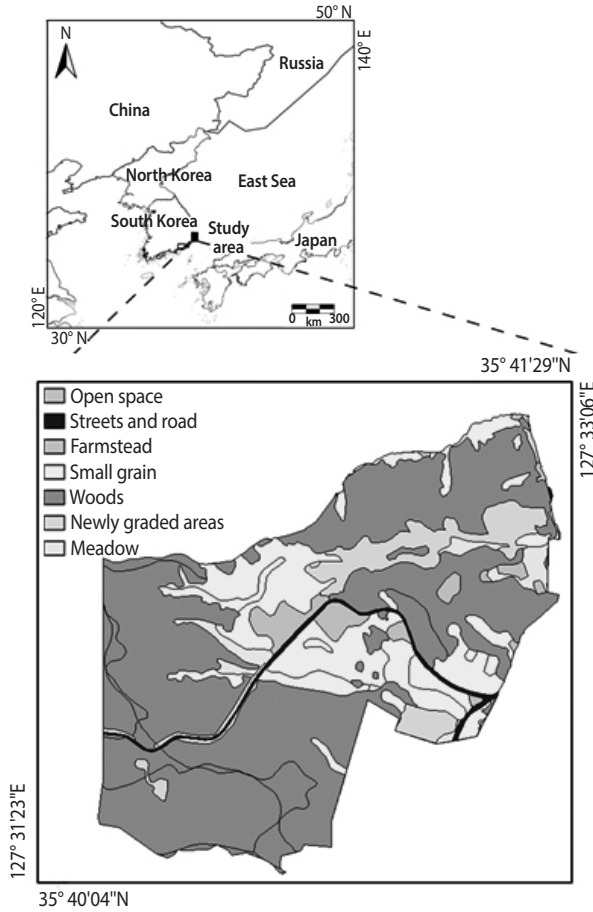 50° N
N
140° E
Russia
China
North Korea
East Sea
South Korea
Study
area
Japan
120° E
0 300
km
30° N
35° 41'29"N
127° 33'06"E
Open space
Streets and road
Farmstead
Small grain
Woods
Newly graded areas
Meadow
127° 31'23"E
35° 40'04"N